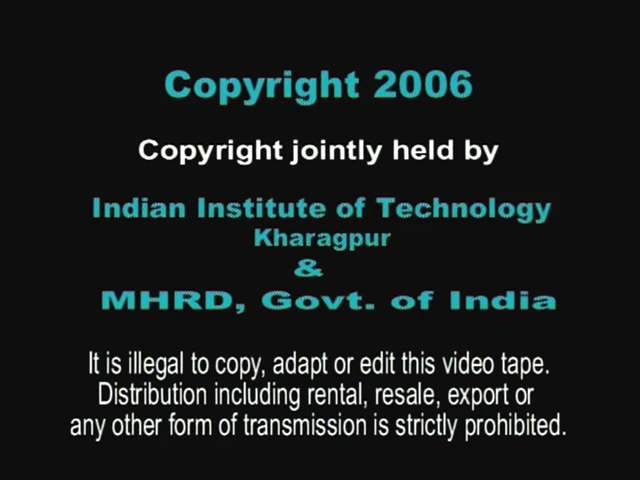 Copyright 2006
Copyright jointly held by
Indian Institute of Technology
Kharagpur
&
MHRD, Govt. of India
It is illegal to copy, adapt or edit this video tape.
Distribution including rental, resale, export or
any other form of transmission is strictly prohibited.